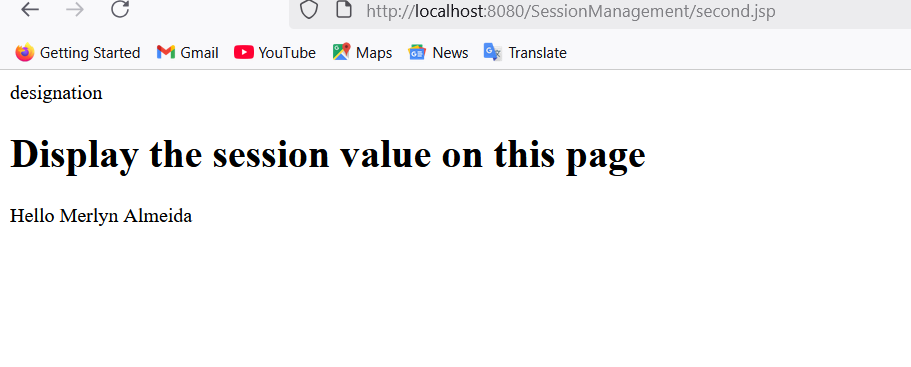 http://localhost:8080/SessionManagement/second.jsp
Getting Started Gmail YouTube Maps News Translate
designation
Display the session value on this page
Hello Merlyn Almeida